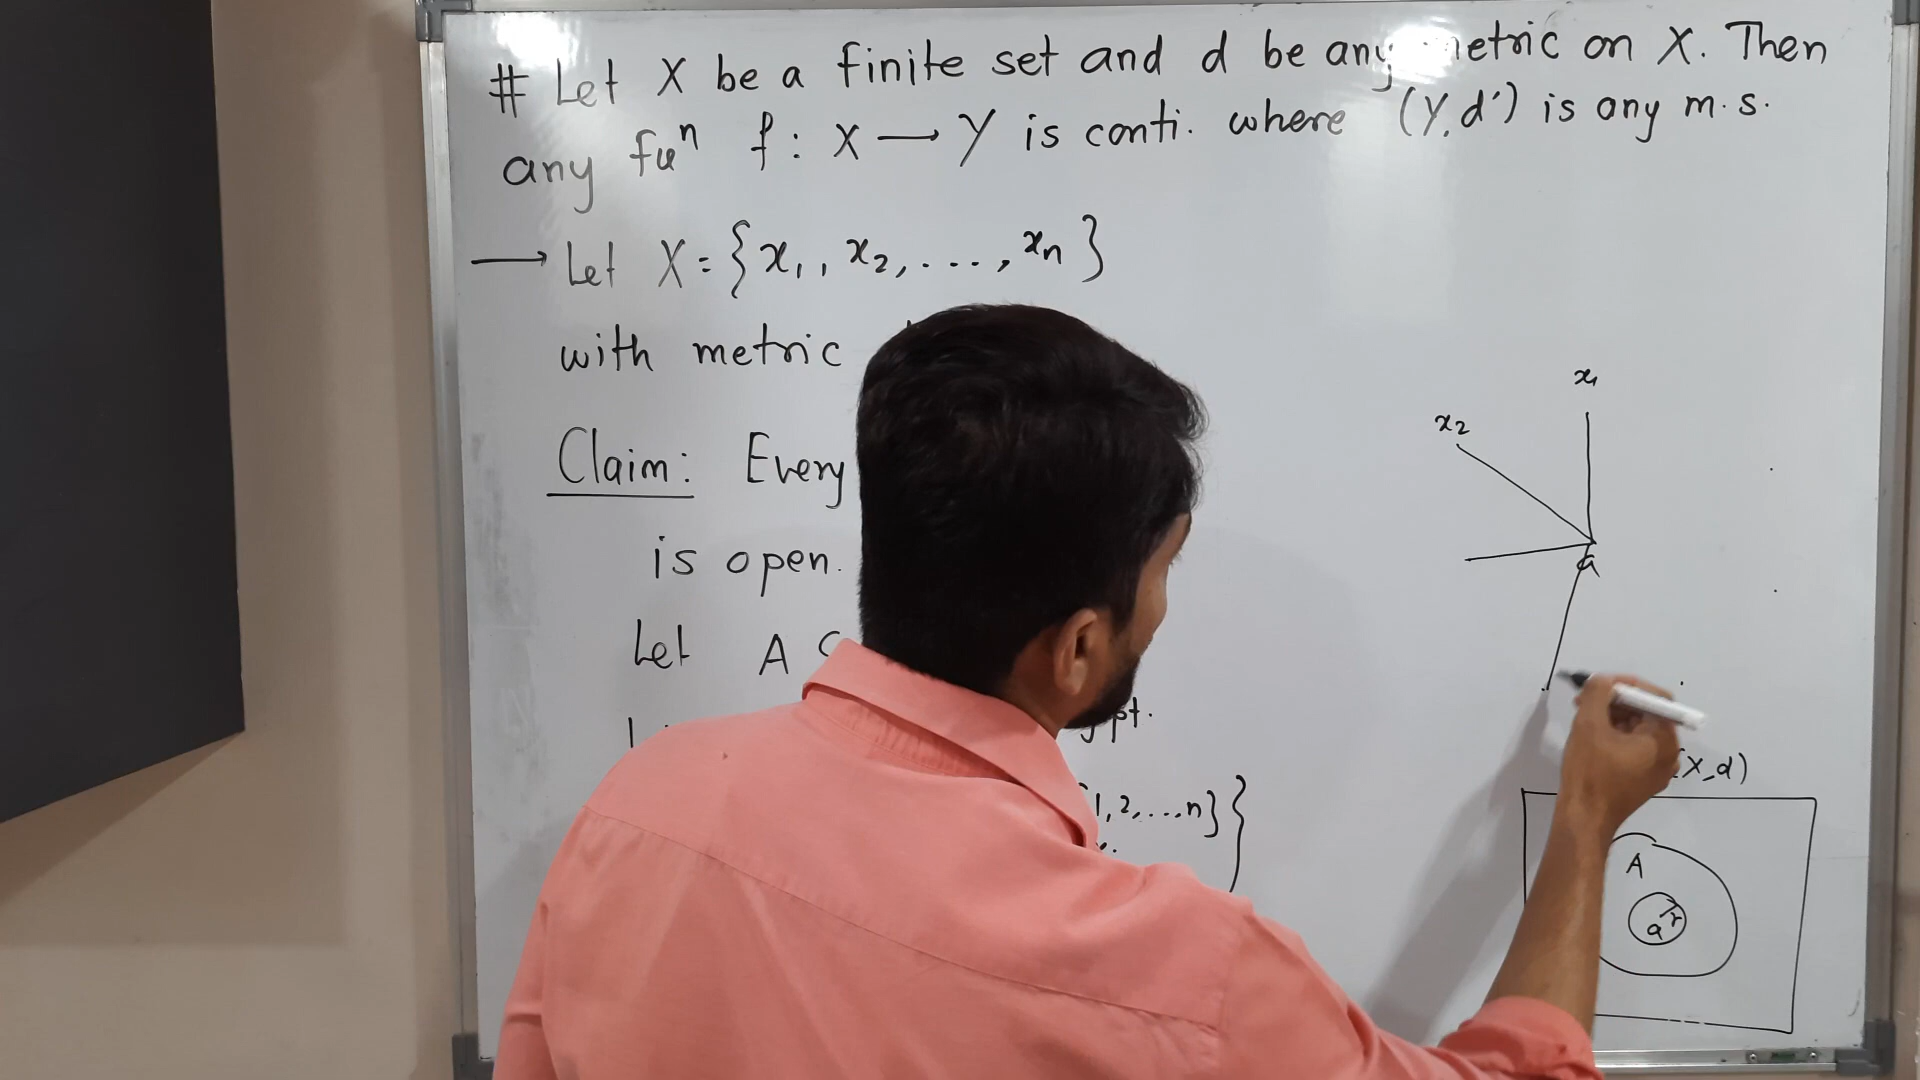 # Let X be a finite set and d be any metric on X. Then
any fuⁿ f : X → Y is conti. where (Y, d') is any m.s.
→ Let X = {x₁, x₂, ..., xₙ}
with metric
Claim: Every
is open.
Let A
pt.
1, 2, ... n}}
x₁
x₂
a
(X, d)
A
r
a